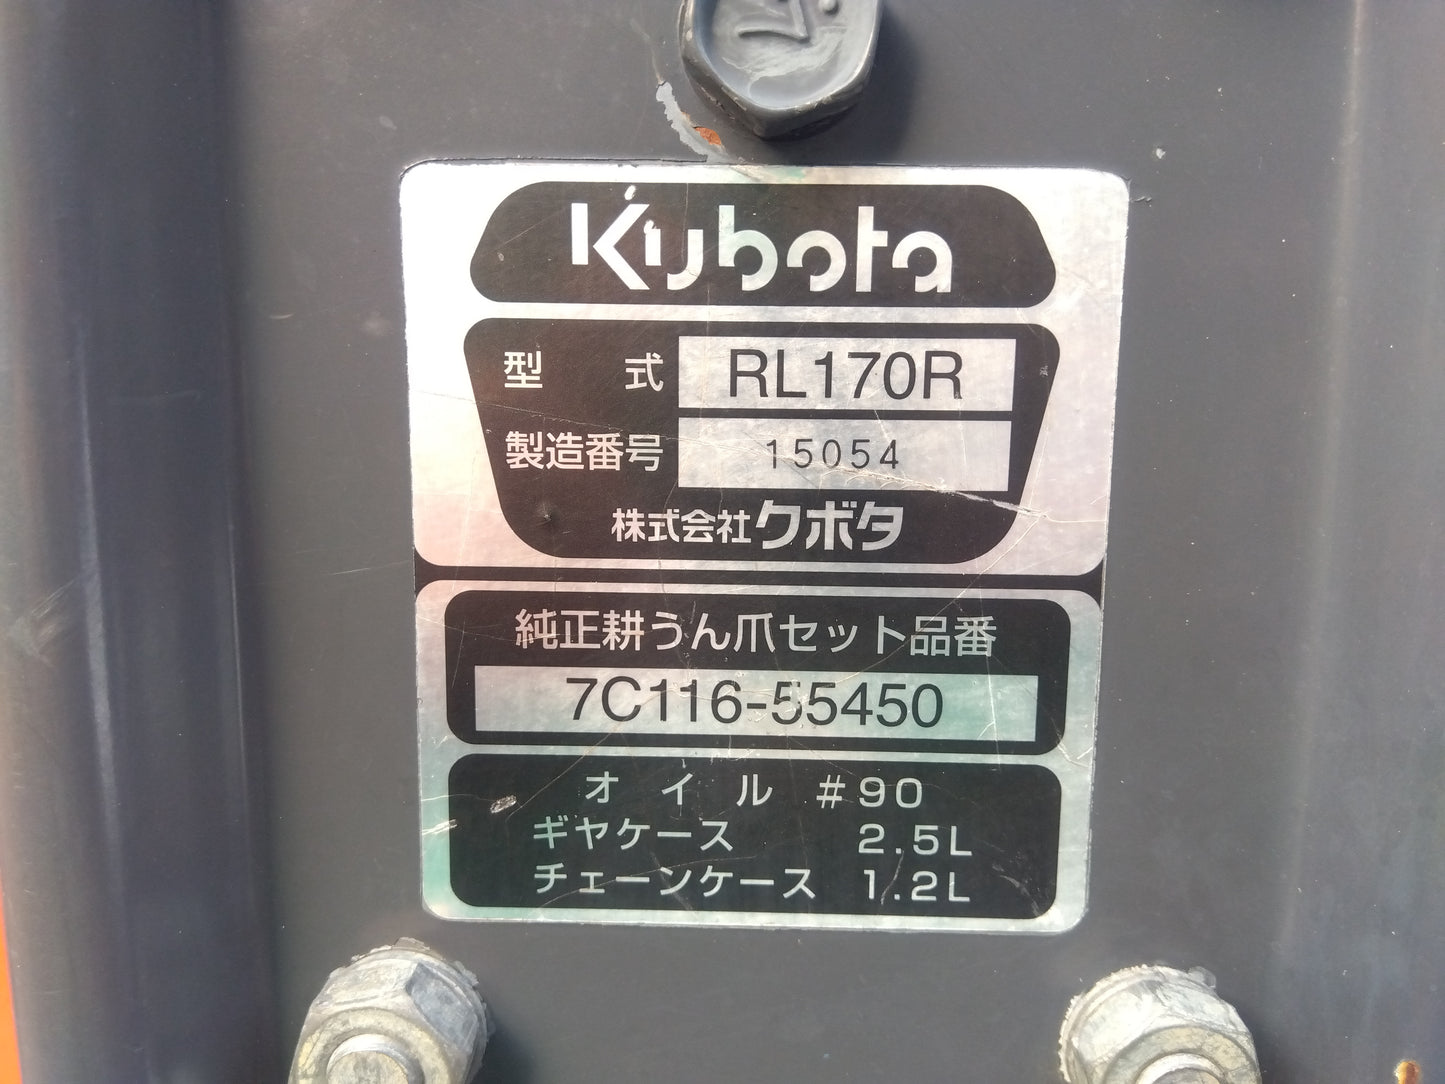 7
Kubota
型式 RL170R
製造番号 15054
株式会社クボタ
純正耕うん爪セット品番
7C116-55450
オイル #90
ギヤケース 2.5L
チェーンケース 1.2L